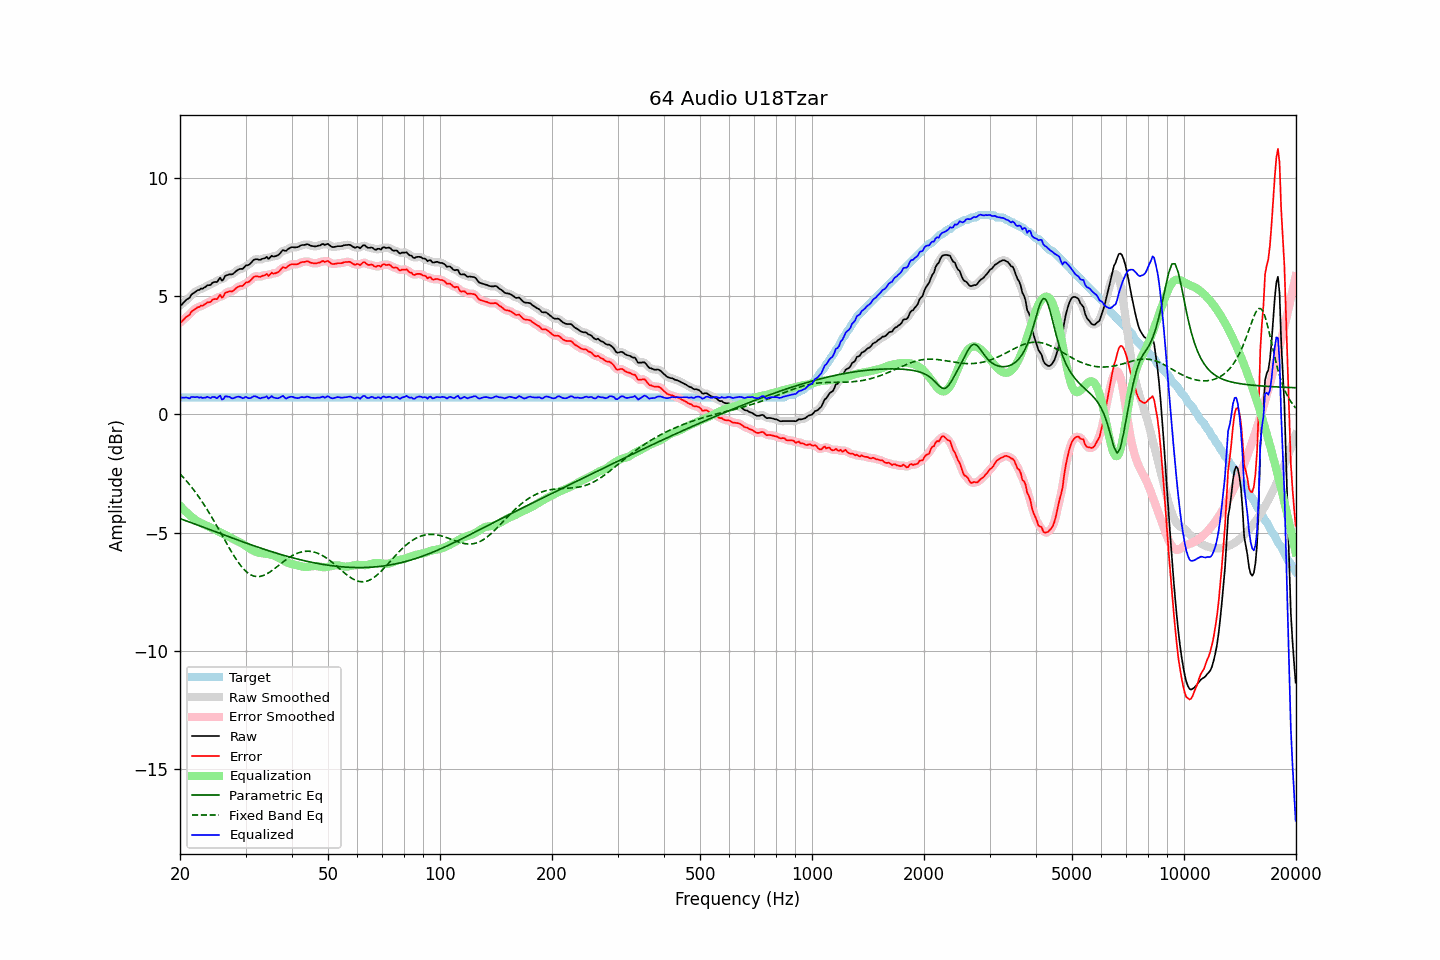 64 Audio U18Tzar
10
5
0
−5
−10
−15
Amplitude (dBr)
Target
Raw Smoothed
Error Smoothed
Raw
Error
Equalization
Parametric Eq
Fixed Band Eq
Equalized
20 50 100 200 500 1000 2000 5000 10000 20000
Frequency (Hz)